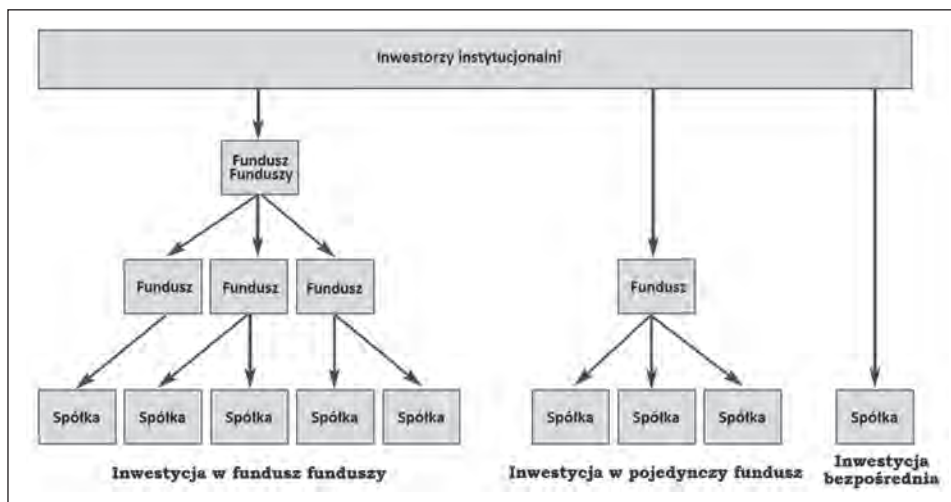 Inwestorzy instytucjonalni
Fundusz
Funduszy
Fundusz
Fundusz
Fundusz
Fundusz
Spółka
Spółka
Spółka
Spółka
Spółka
Spółka
Spółka
Spółka
Spółka
Inwestycja w fundusz funduszy
Inwestycja w pojedynczy fundusz
Inwestycja
bezpośrednia